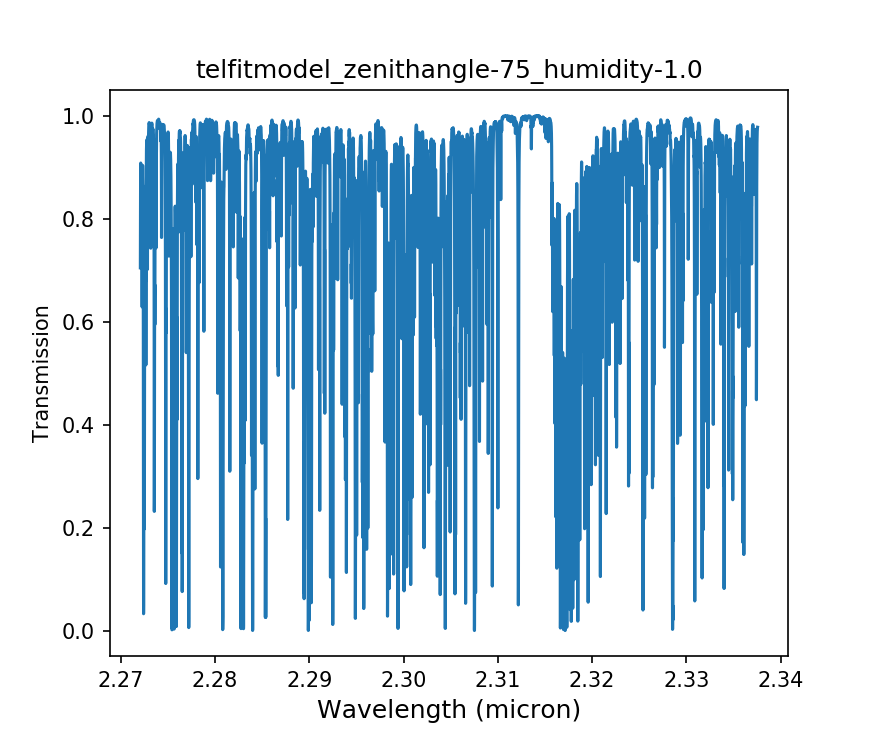 telfitmodel_zenithangle-75_humidity-1.0
Transmission
1.0
0.8
0.6
0.4
0.2
0.0
2.27 2.28 2.29 2.30 2.31 2.32 2.33 2.34
Wavelength (micron)